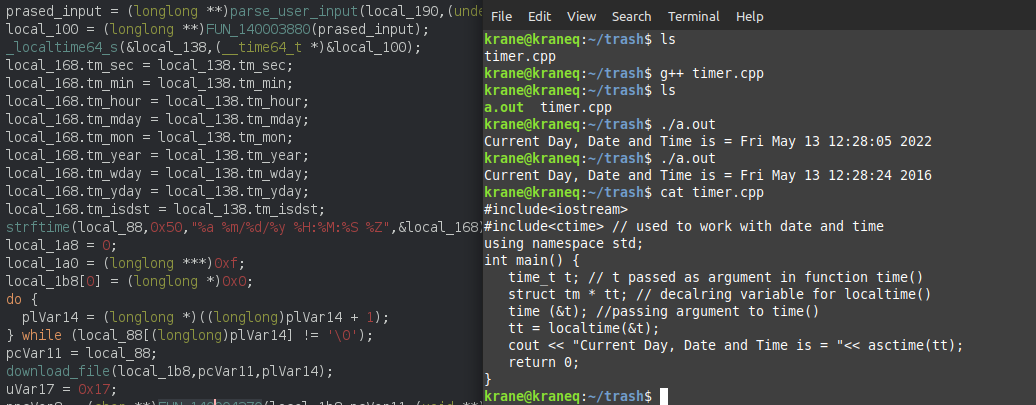 prased_input = (longlong **)parse_user_input(local_190,(und
local_100 = (longlong **)FUN_140003880(prased_input);
_localtime64_s(&local_138,(__time64_t *)&local_100);
local_168.tm_sec = local_138.tm_sec;
local_168.tm_min = local_138.tm_min;
local_168.tm_hour = local_138.tm_hour;
local_168.tm_mday = local_138.tm_mday;
local_168.tm_mon = local_138.tm_mon;
local_168.tm_year = local_138.tm_year;
local_168.tm_wday = local_138.tm_wday;
local_168.tm_yday = local_138.tm_yday;
local_168.tm_isdst = local_138.tm_isdst;
strftime(local_88,0x50,"%a %m/%d/%y %H:%M:%S %Z",&local_168)
local_1a8 = 0;
local_1a0 = (longlong ***)0xf;
local_1b8[0] = (longlong *)0x0;
do {
plVar14 = (longlong *)((longlong)plVar14 + 1);
} while (local_88[(longlong)plVar14] != '\0');
pcVar11 = local_88;
download_file(local_1b8,pcVar11,plVar14);
uVar17 = 0x17;
File Edit View Search Terminal Help
krane@kraneq:~/trash$ ls
timer.cpp
krane@kraneq:~/trash$ g++ timer.cpp
krane@kraneq:~/trash$ ls
a.out timer.cpp
krane@kraneq:~/trash$ ./a.out
Current Day, Date and Time is = Fri May 13 12:28:05 2022
krane@kraneq:~/trash$ ./a.out
Current Day, Date and Time is = Fri May 13 12:28:24 2016
krane@kraneq:~/trash$ cat timer.cpp
#include<iostream>
#include<ctime> // used to work with date and time
using namespace std;
int main() {
time_t t; // t passed as argument in function time()
struct tm * tt; // decalring variable for localtime()
time (&t); //passing argument to time()
tt = localtime(&t);
cout << "Current Day, Date and Time is = "<< asctime(tt);
return 0;
}
krane@kraneq:~/trash$